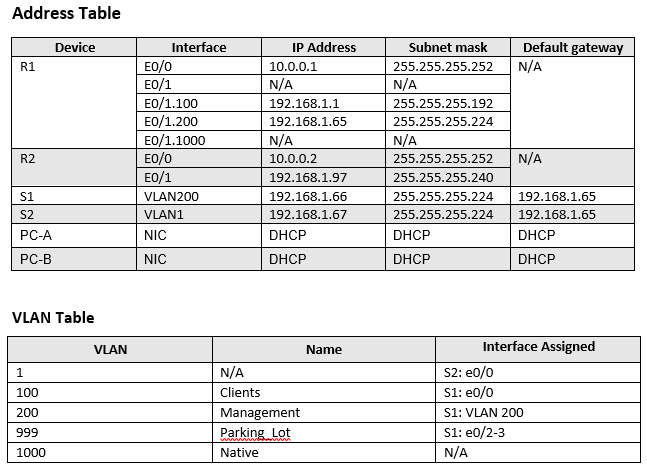 Address Table
Device Interface IP Address Subnet mask Default gateway
R1 E0/0 10.0.0.1 255.255.255.252 N/A
E0/1 N/A N/A
E0/1.100 192.168.1.1 255.255.255.192
E0/1.200 192.168.1.65 255.255.255.224
E0/1.1000 N/A N/A
R2 E0/0 10.0.0.2 255.255.255.252 N/A
E0/1 192.168.1.97 255.255.255.240
S1 VLAN200 192.168.1.66 255.255.255.224 192.168.1.65
S2 VLAN1 192.168.1.67 255.255.255.224 192.168.1.65
PC-A NIC DHCP DHCP DHCP
PC-B NIC DHCP DHCP DHCP
VLAN Table
VLAN Name Interface Assigned
1 N/A S2: e0/0
100 Clients S1: e0/0
200 Management S1: VLAN 200
999 Parking_Lot S1: e0/2-3
1000 Native N/A